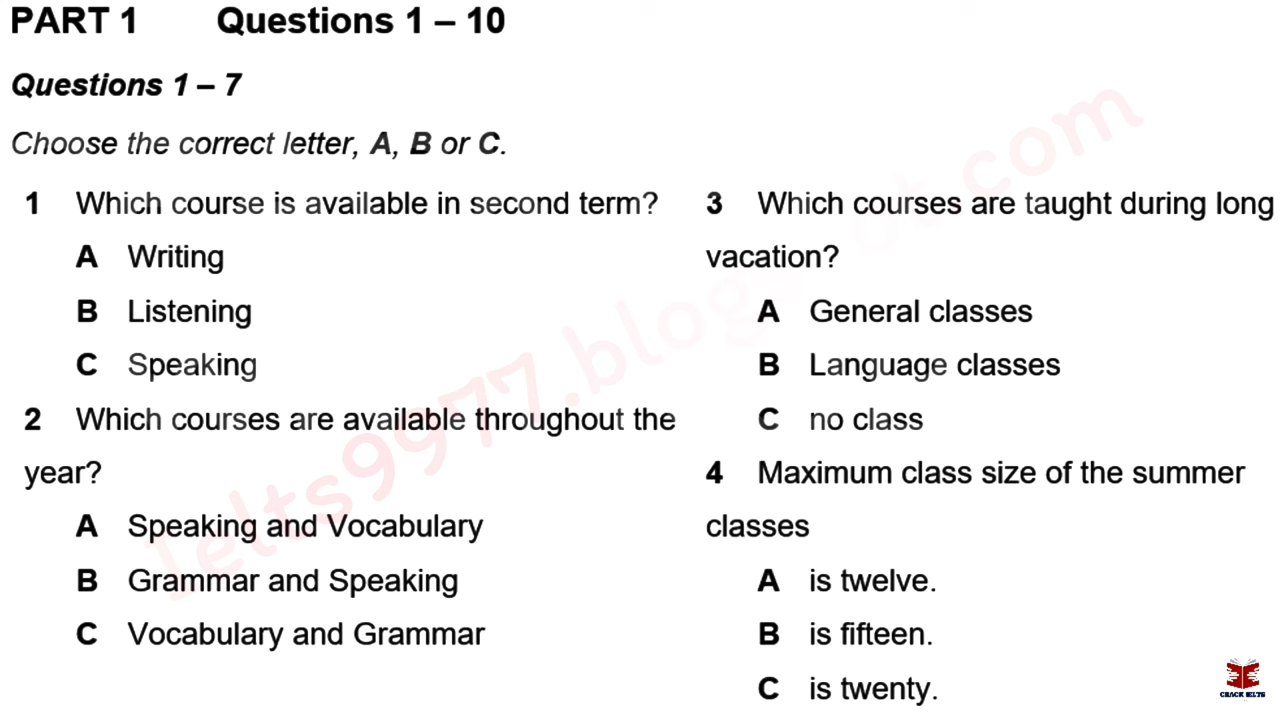 PART 1 Questions 1 – 10
Questions 1 – 7
Choose the correct letter, A, B or C.
1 Which course is available in second term?
A Writing
B Listening
C Speaking
2 Which courses are available throughout the
year?
A Speaking and Vocabulary
B Grammar and Speaking
C Vocabulary and Grammar
3 Which courses are taught during long
vacation?
A General classes
B Language classes
C no class
4 Maximum class size of the summer
classes
A is twelve.
B is fifteen.
C is twenty.
CRACK IELTS